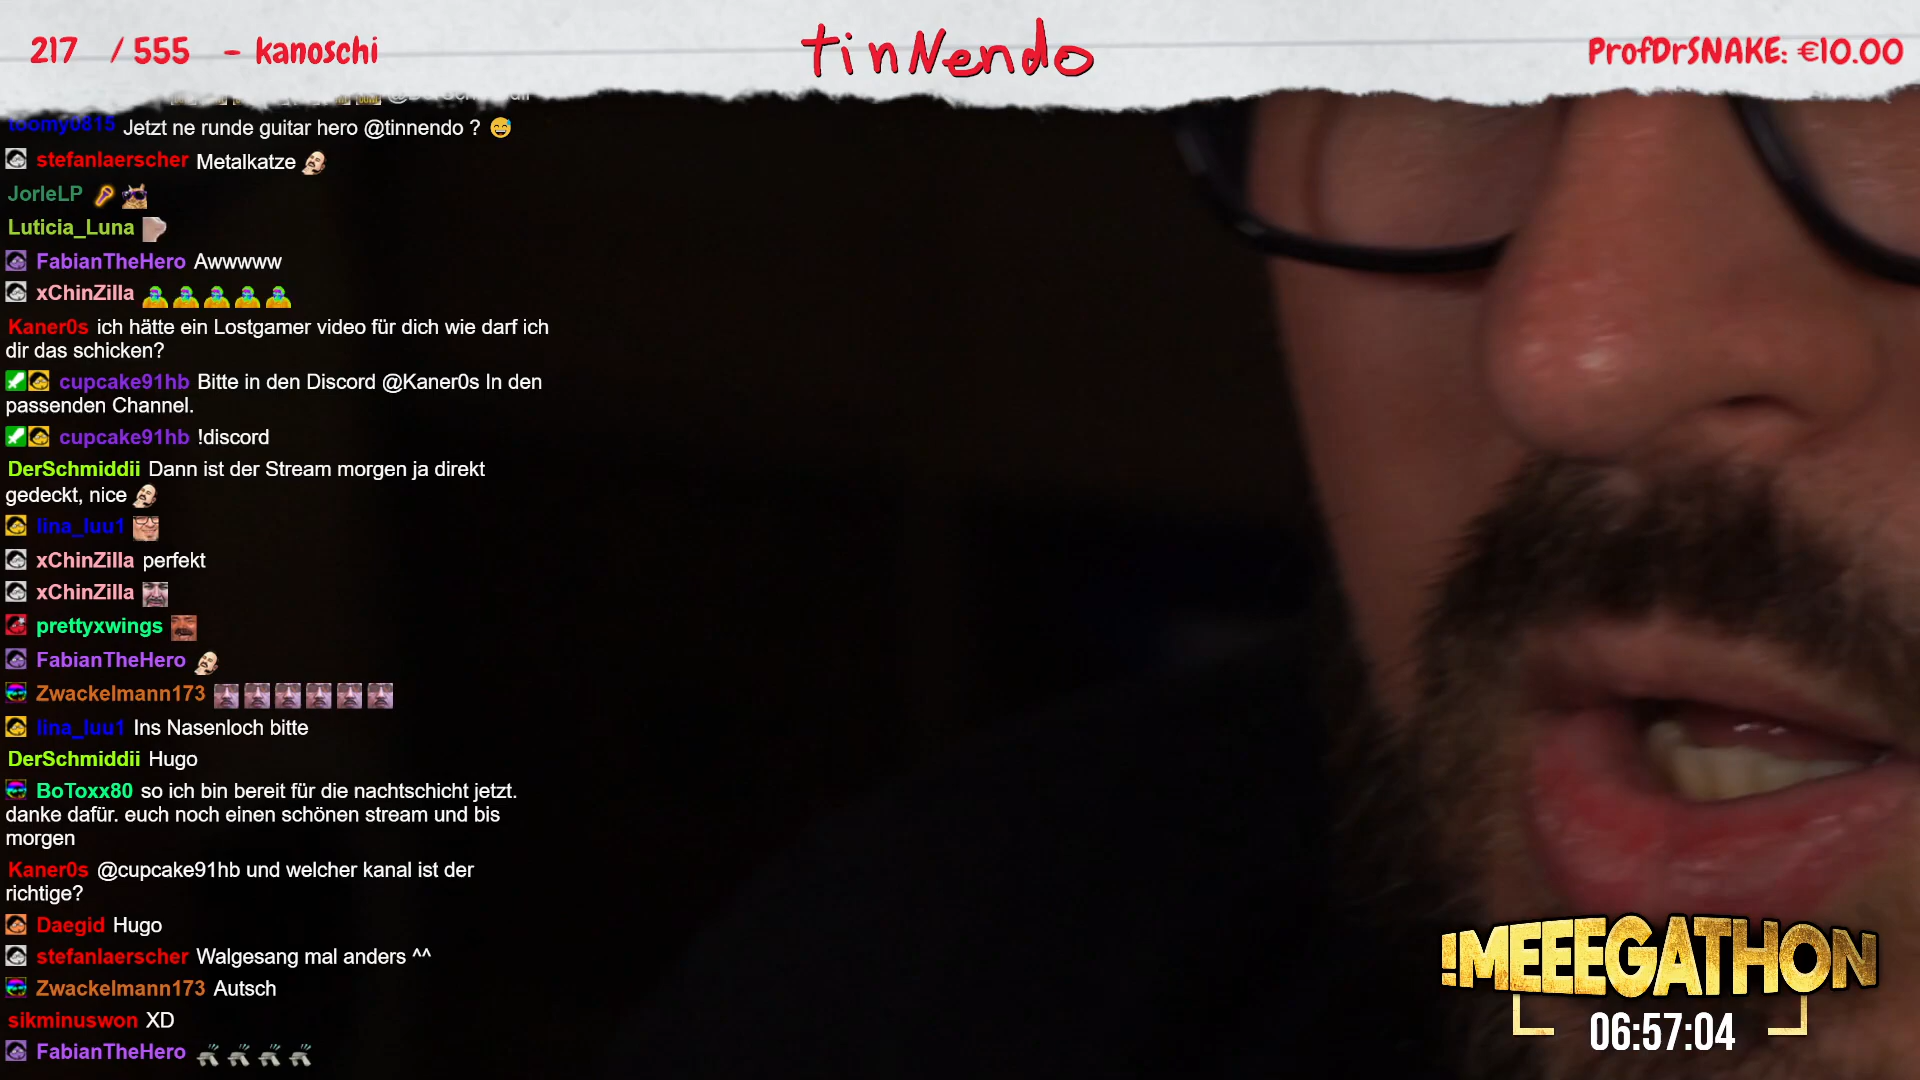 217 / 555 - kanoschi
tinNendo
ProfDrSNAKE: €10.00
toomy0815 Jetzt ne runde guitar hero @tinnendo ? 😅
stefanlaerscher Metalkatze
JorleLP
Luticia_Luna
FabianTheHero Awwwww
xChinZilla
Kaner0s ich hätte ein Lostgamer video für dich wie darf ich
dir das schicken?
cupcake91hb Bitte in den Discord @Kaner0s In den
passenden Channel.
cupcake91hb !discord
DerSchmiddii Dann ist der Stream morgen ja direkt
gedeckt, nice
lina_luu1
xChinZilla perfekt
xChinZilla
prettyxwings
FabianTheHero
Zwackelmann173
lina_luu1 Ins Nasenloch bitte
DerSchmiddii Hugo
BoToxx80 so ich bin bereit für die nachtschicht jetzt.
danke dafür. euch noch einen schönen stream und bis
morgen
Kaner0s @cupcake91hb und welcher kanal ist der
richtige?
Daegid Hugo
stefanlaerscher Walgesang mal anders ^^
Zwackelmann173 Autsch
sikminuswon XD
FabianTheHero
!MEEEGATHON
06:57:04